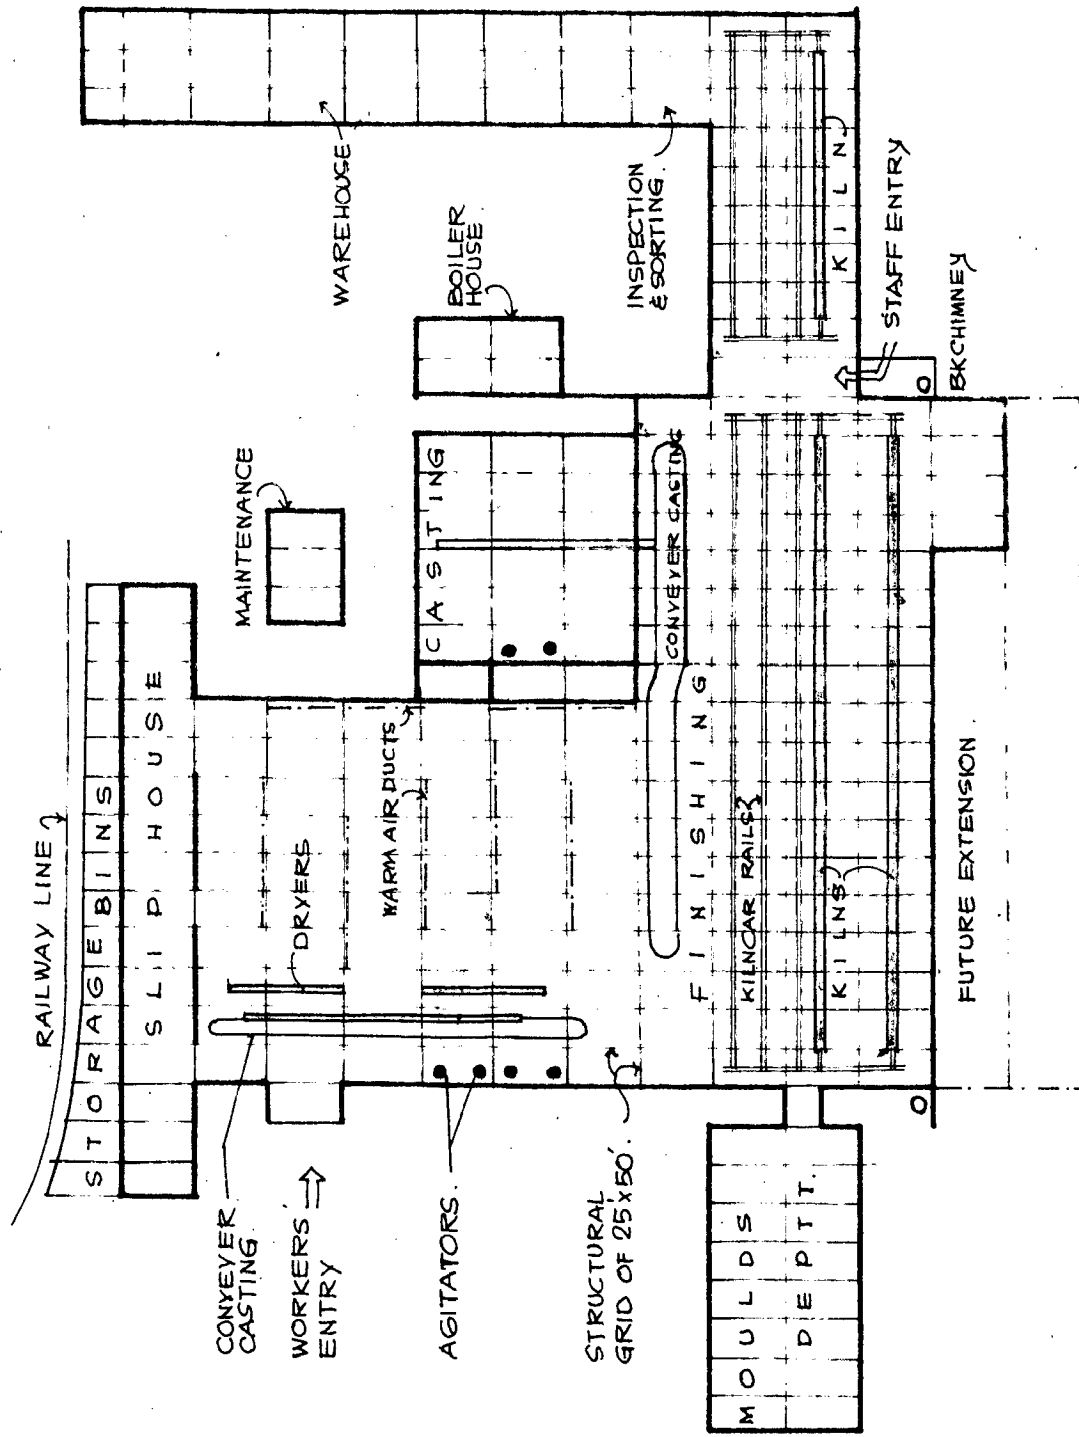 RAILWAY LINE
STORAGE BINS
SLIP HOUSE
CONVEYER
CASTING
WORKERS'
ENTRY
DRYERS
MAINTENANCE
WAREHOUSE
WARM AIR DUCTS
AGITATORS.
CASTING
BOILER
HOUSE
STRUCTURAL
GRID OF 25'x50'.
INSPECTION
& SORTING.
CONVEYER CASTING
FINISHING
KILNCAR RAILS
MOULDS
DEPTT.
KILNS
KILN
STAFF ENTRY
BKCHIMNEY
FUTURE EXTENSION